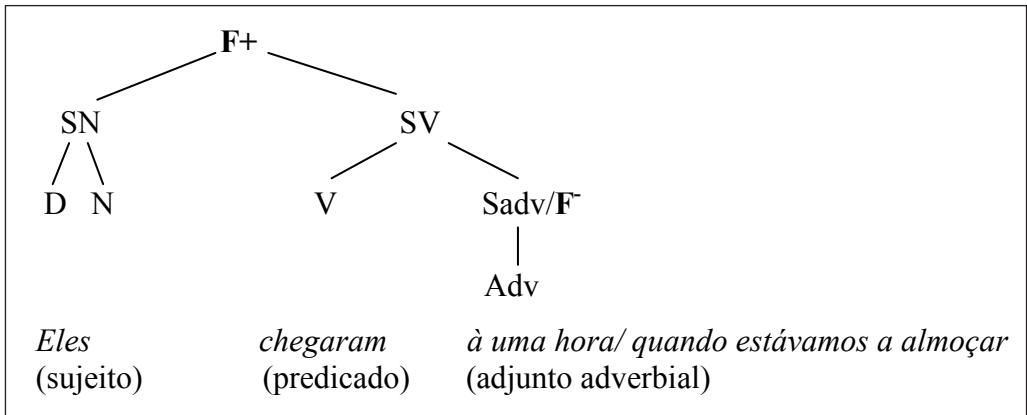 F+
SN SV
D N V Sadv/F⁻
Adv
Eles chegaram à uma hora/ quando estávamos a almoçar
(sujeito) (predicado) (adjunto adverbial)